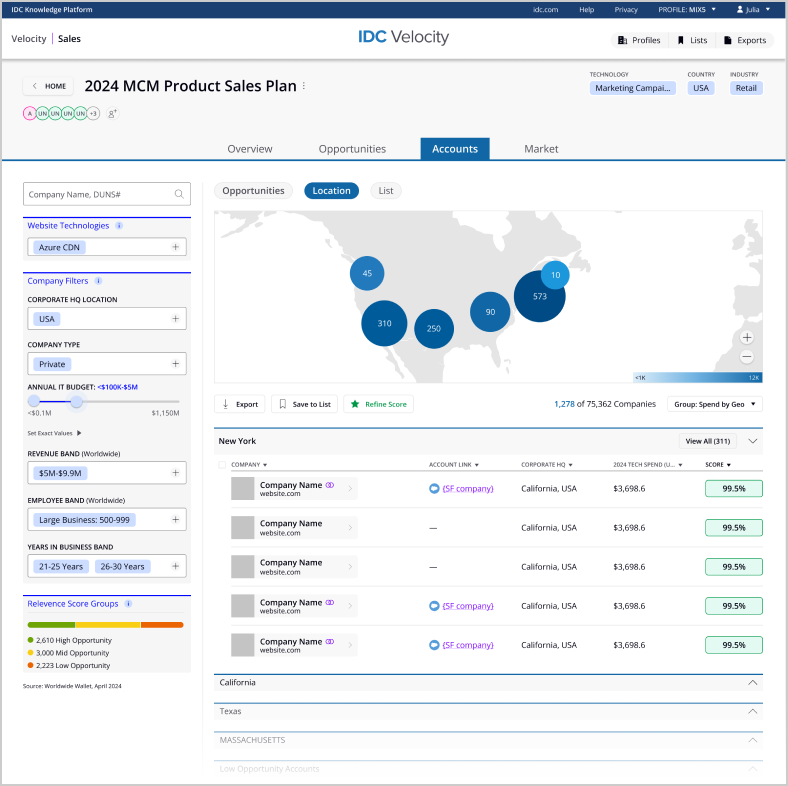 IDC Knowledge Platform
idc.com Help Privacy PROFILE: MIX5 Julia
Velocity | Sales
IDC Velocity
Profiles Lists Exports
HOME
2024 MCM Product Sales Plan
TECHNOLOGY COUNTRY INDUSTRY
Marketing Campai... USA Retail
A UN UN UN UN +3
Overview Opportunities Accounts Market
Company Name, DUNS#
Website Technologies
Azure CDN
Company Filters
CORPORATE HQ LOCATION
USA
COMPANY TYPE
Private
ANNUAL IT BUDGET: <$100K-$5M
<$0.1M $1,150M
Set Exact Values
REVENUE BAND (Worldwide)
$5M-$9.9M
EMPLOYEE BAND (Worldwide)
Large Business: 500-999
YEARS IN BUSINESS BAND
21-25 Years 26-30 Years
Relevence Score Groups
2,610 High Opportunity
3,000 Mid Opportunity
2,223 Low Opportunity
Source: Worldwide Wallet, April 2024
Opportunities Location List
45
10
573
90
310
250
<1K 12K
Export Save to List Refine Score
1,278 of 75,362 Companies
Group: Spend by Geo
New York
View All (311)
COMPANY ACCOUNT LINK CORPORATE HQ 2024 TECH SPEND (U... SCORE
Company Name
website.com
{SF company} California, USA $3,698.6 99.5%
Company Name
website.com
— California, USA $3,698.6 99.5%
Company Name
website.com
— California, USA $3,698.6 99.5%
Company Name
website.com
{SF company} California, USA $3,698.6 99.5%
Company Name
website.com
{SF company} California, USA $3,698.6 99.5%
California
Texas
MASSACHUSETTS
Low Opportunity Accounts